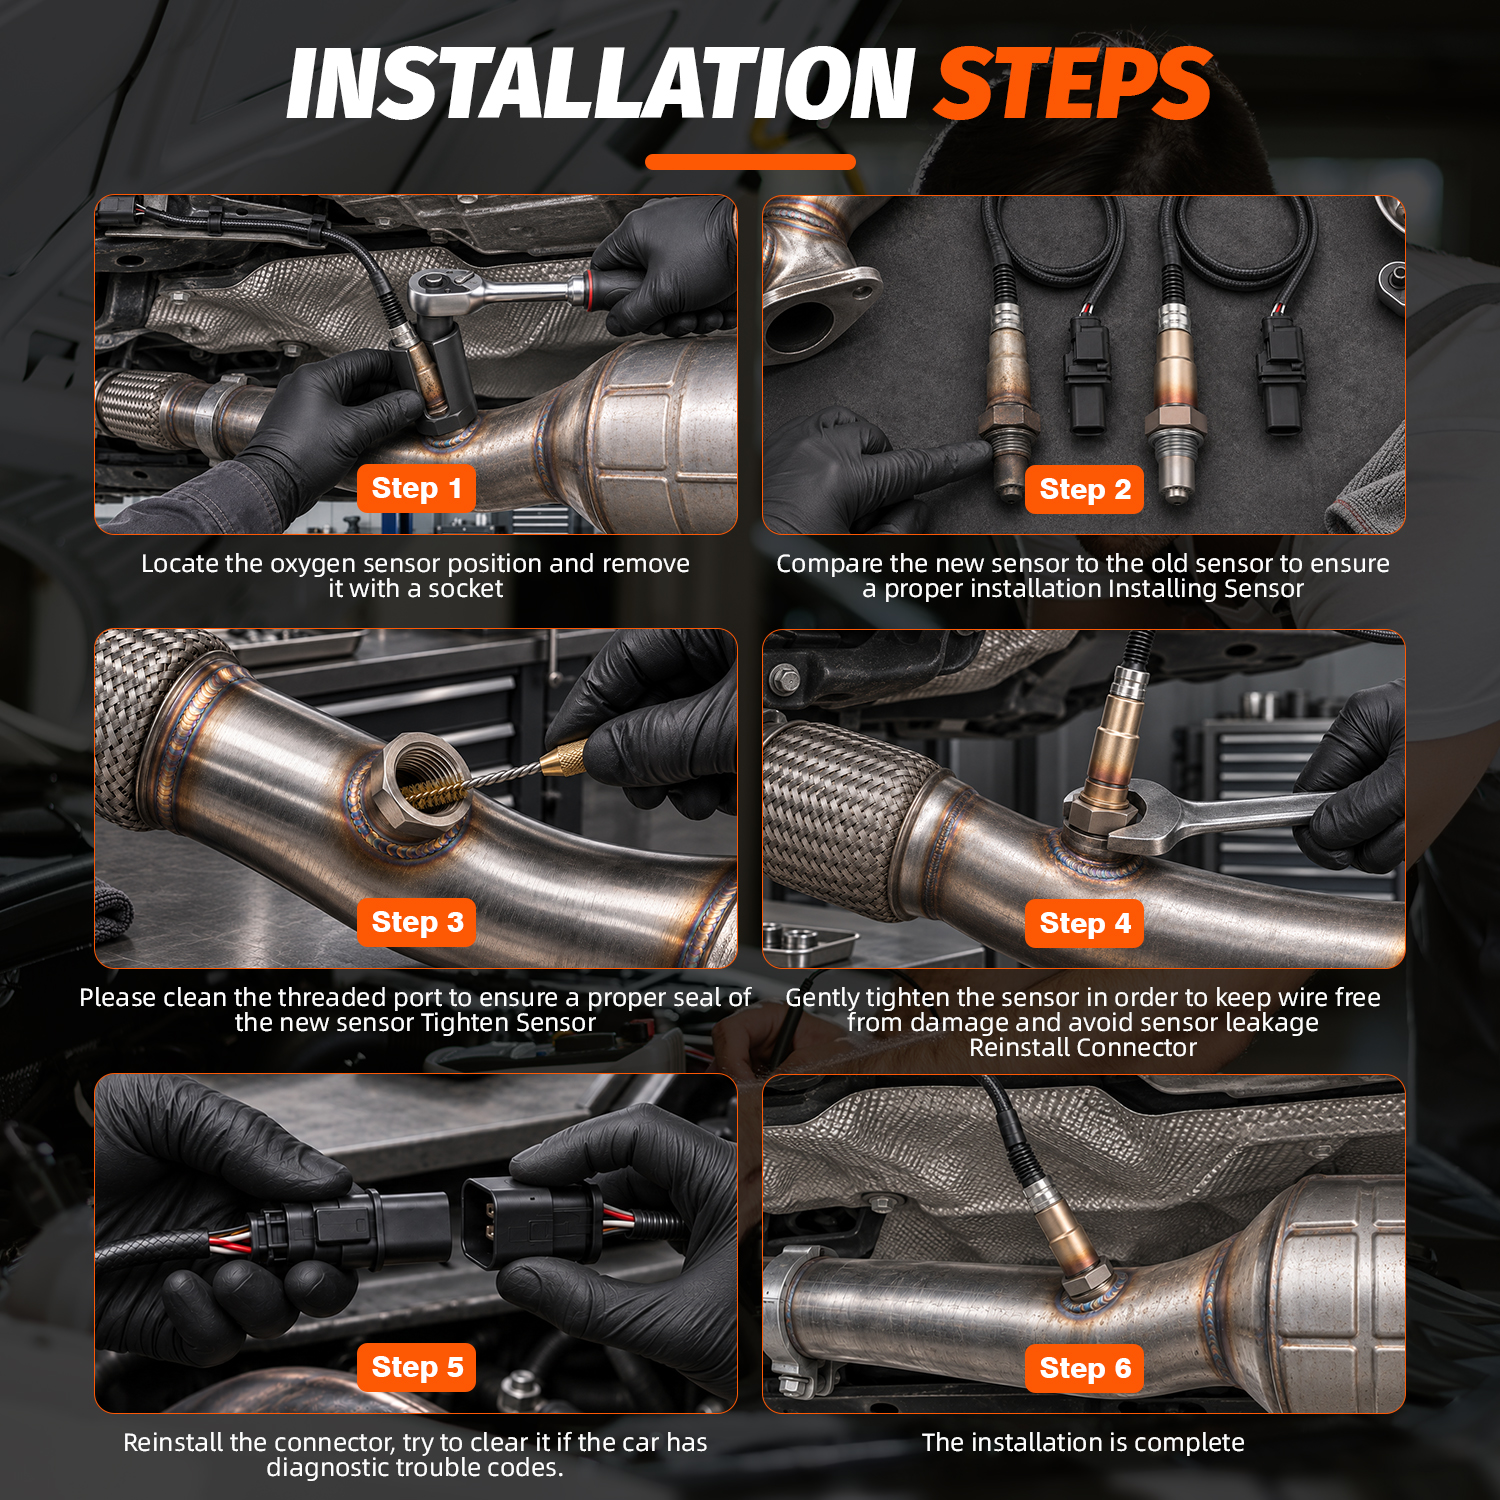 INSTALLATION STEPS
Step 1
Locate the oxygen sensor position and remove
it with a socket
Step 2
Compare the new sensor to the old sensor to ensure
a proper installation Installing Sensor
Step 3
Please clean the threaded port to ensure a proper seal of
the new sensor Tighten Sensor
Step 4
Gently tighten the sensor in order to keep wire free
from damage and avoid sensor leakage
Reinstall Connector
Step 5
Reinstall the connector, try to clear it if the car has
diagnostic trouble codes.
Step 6
The installation is complete